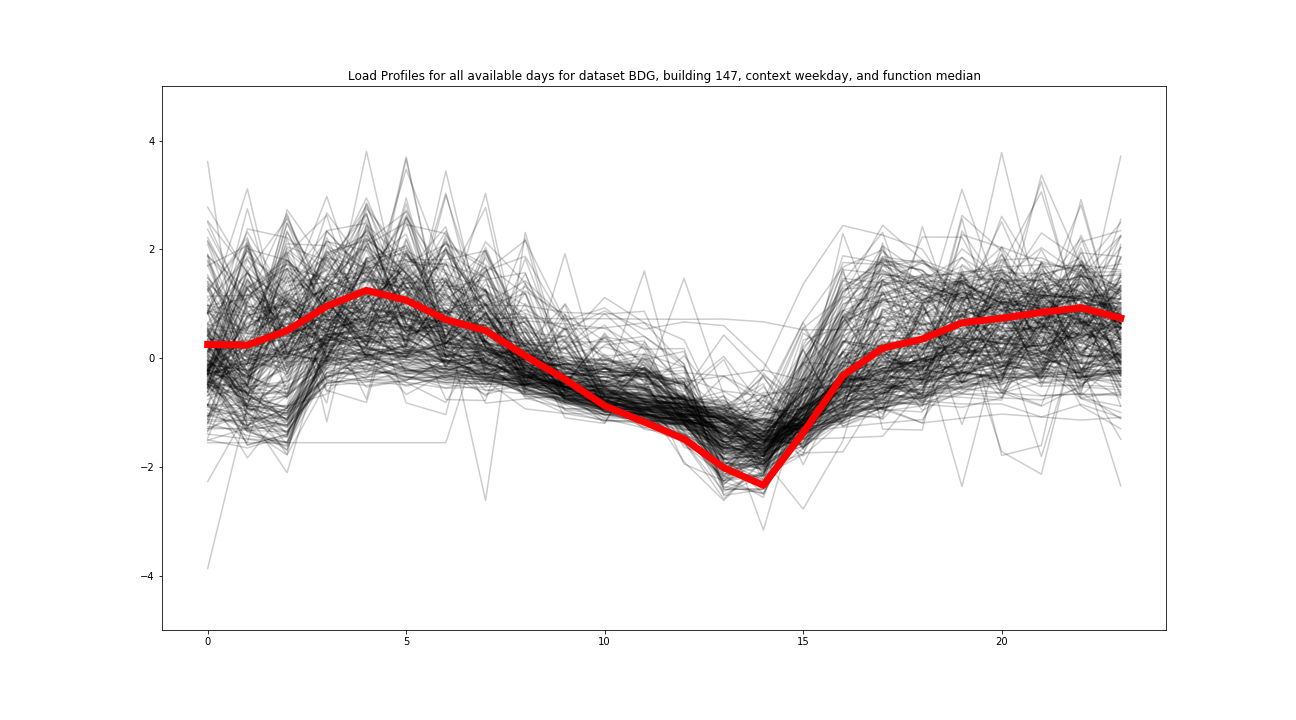 Load Profiles for all available days for dataset BDG, building 147, context weekday, and function median
4
2
0
−2
−4
0 5 10 15 20